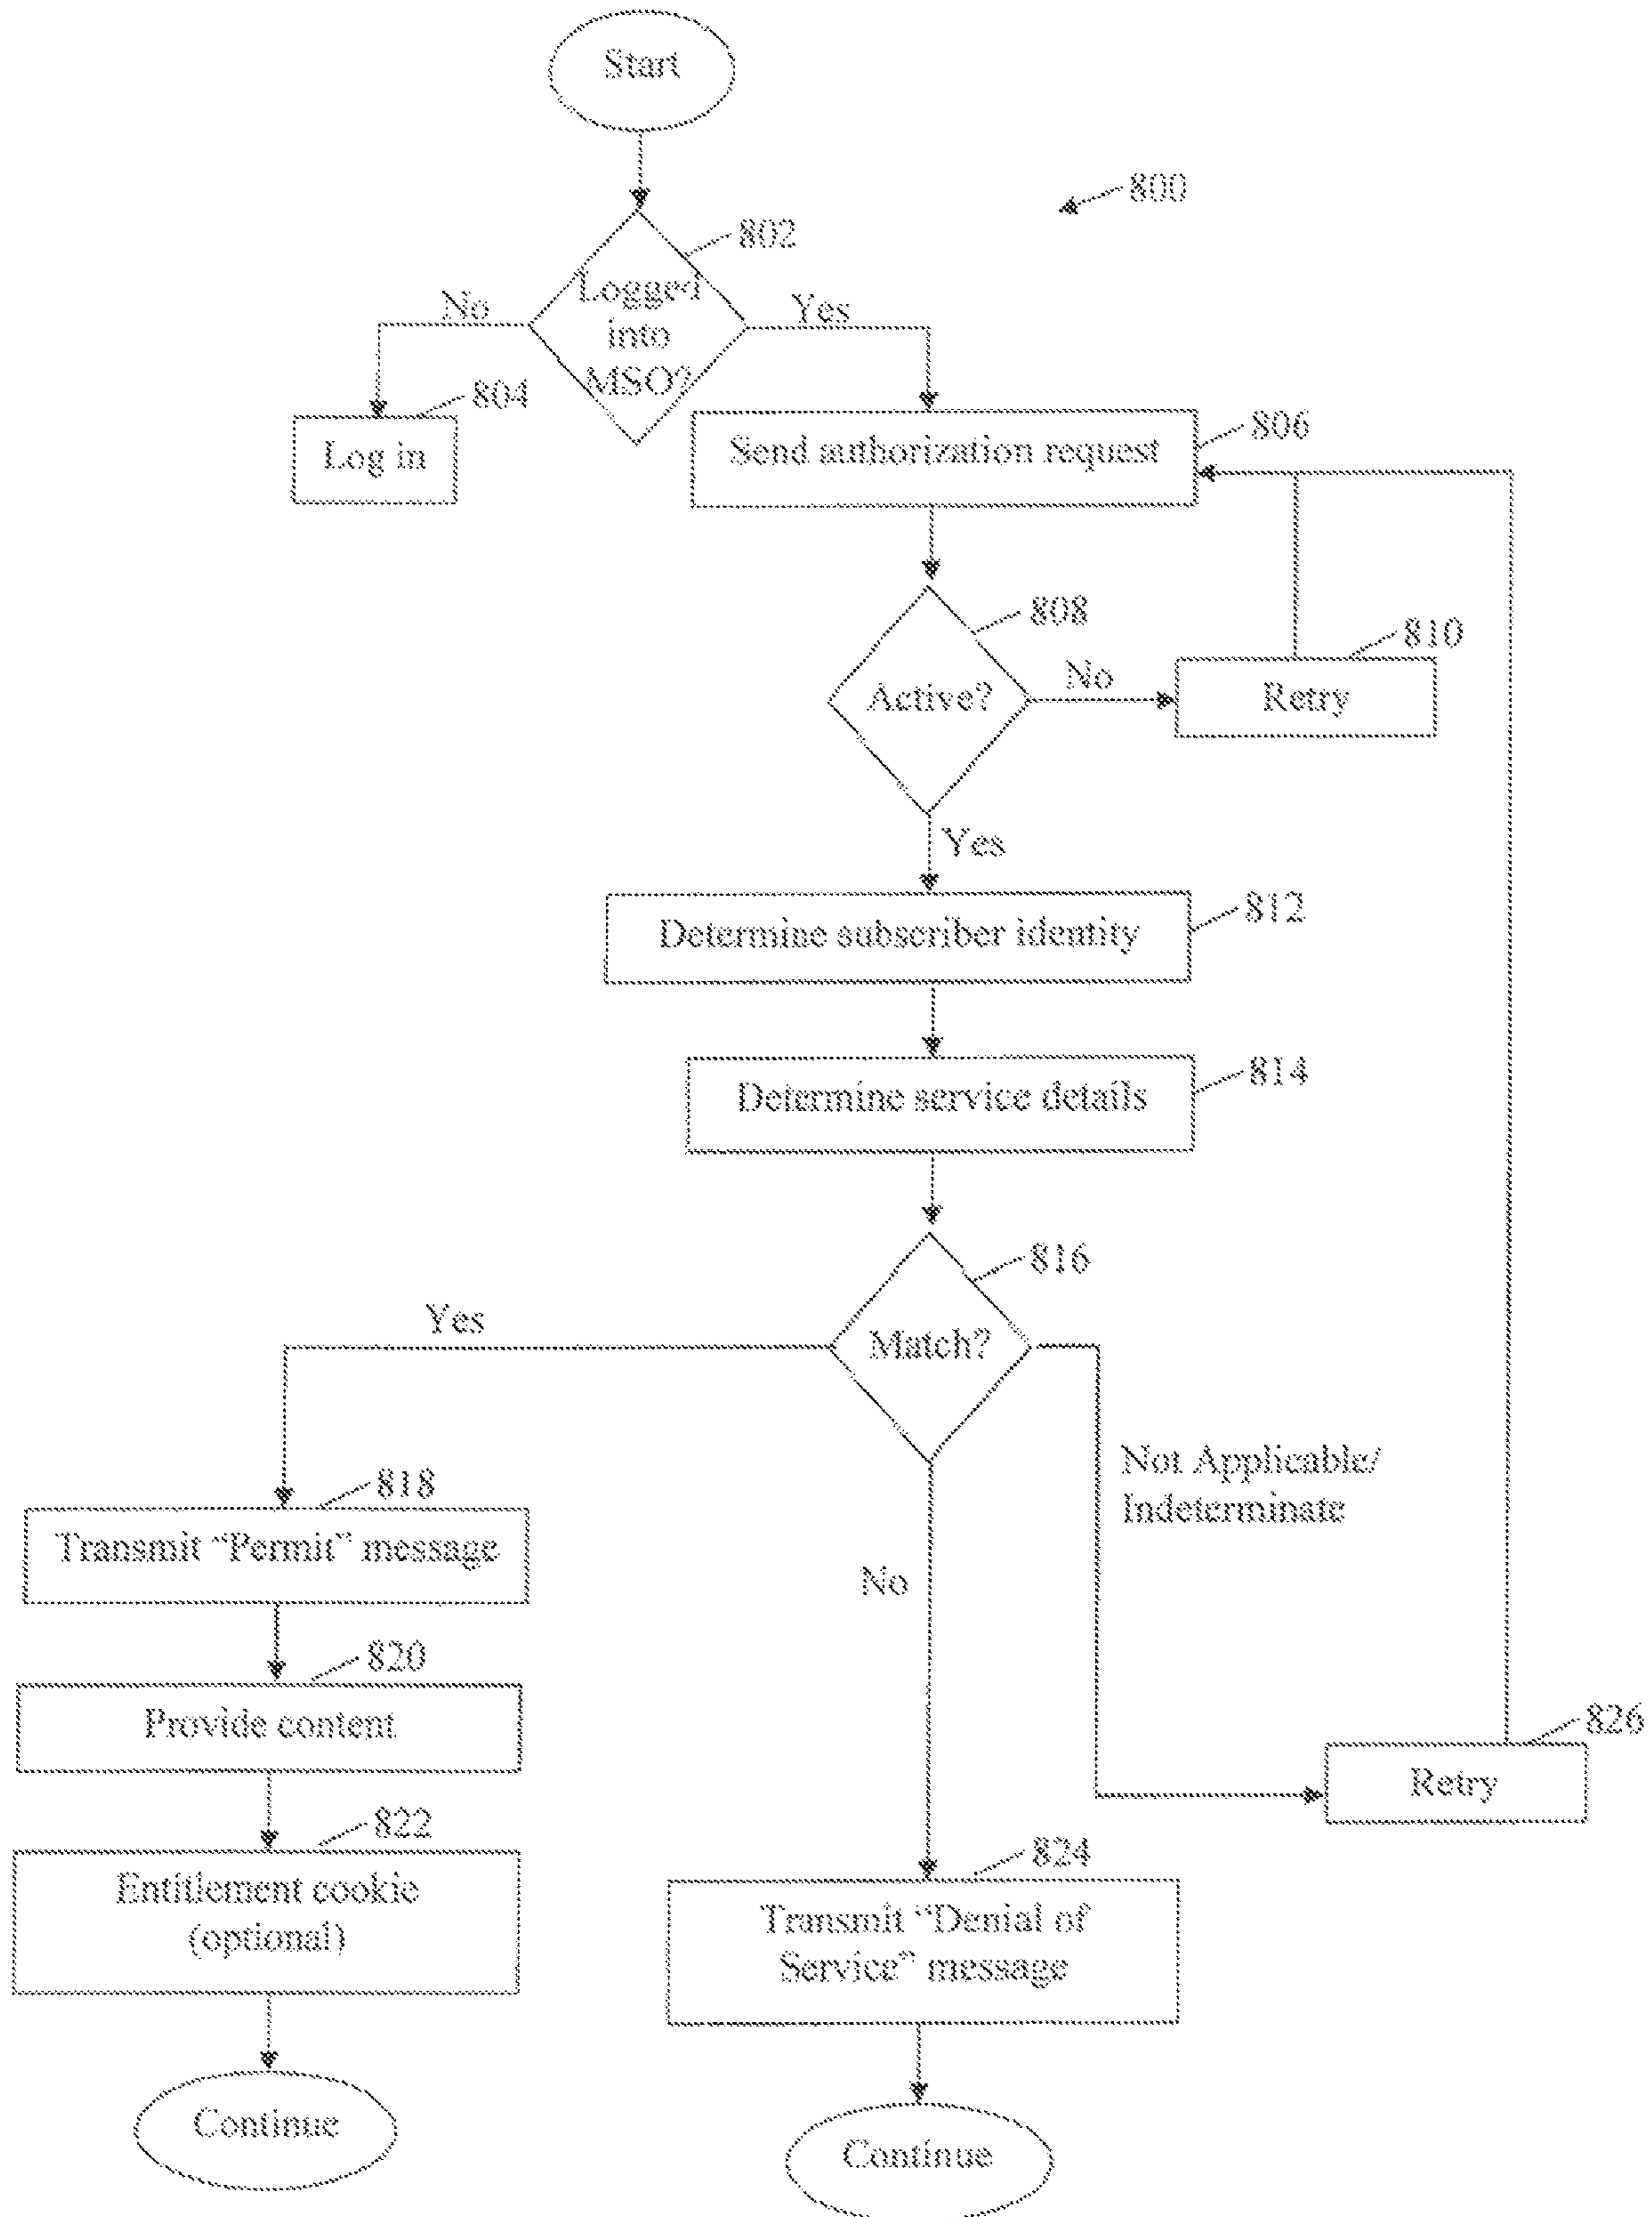 Start
800
802
Logged
into
MSO?
No
Yes
804
Log in
806
Send authorization request
808
Active?
No
810
Retry
Yes
812
Determine subscriber identity
814
Determine service details
816
Match?
Yes
Not Applicable/
Indeterminate
No
818
Transmit “Permit” message
820
Provide content
826
Retry
822
Entitlement cookie
(optional)
824
Transmit “Denial of
Service” message
Continue
Continue